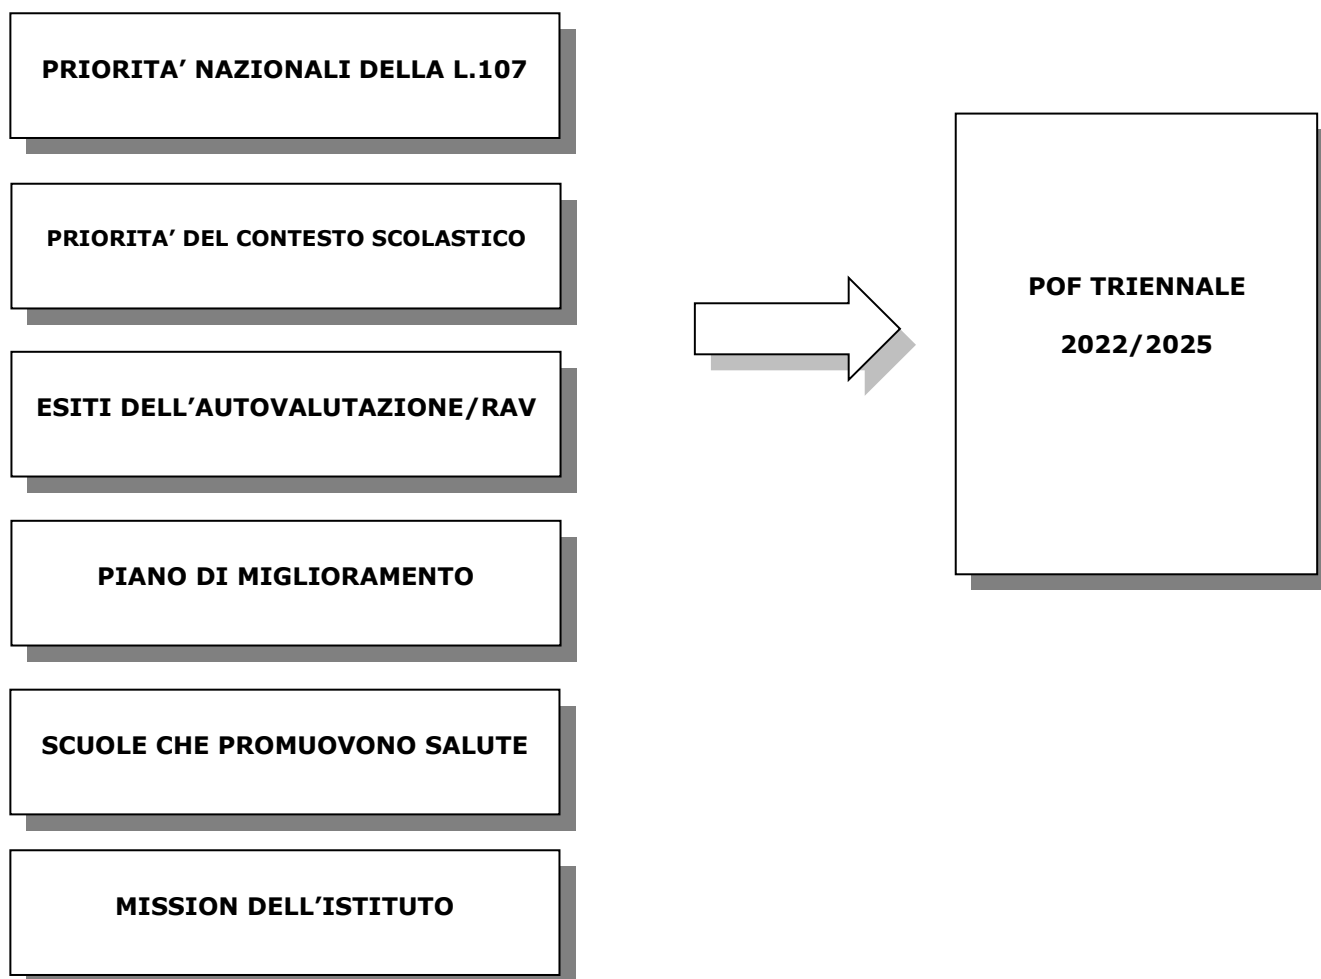 PRIORITA’ NAZIONALI DELLA L.107
PRIORITA’ DEL CONTESTO SCOLASTICO
ESITI DELL’AUTOVALUTAZIONE/RAV
PIANO DI MIGLIORAMENTO
SCUOLE CHE PROMUOVONO SALUTE
MISSION DELL’ISTITUTO
POF TRIENNALE
2022/2025